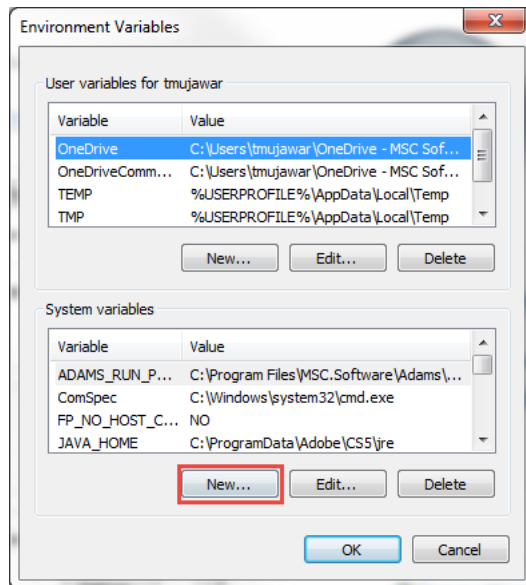 Environment Variables
User variables for tmujawar
Variable Value
OneDrive C:\Users\tmujawar\OneDrive - MSC Sof...
OneDriveComm... C:\Users\tmujawar\OneDrive - MSC Sof...
TEMP %USERPROFILE%\AppData\Local\Temp
TMP %USERPROFILE%\AppData\Local\Temp
New... Edit... Delete
System variables
Variable Value
ADAMS_RUN_P... C:\Program Files\MSC.Software\Adams\...
ComSpec C:\Windows\system32\cmd.exe
FP_NO_HOST_C... NO
JAVA_HOME C:\ProgramData\Adobe\CS5\jre
New... Edit... Delete
OK Cancel